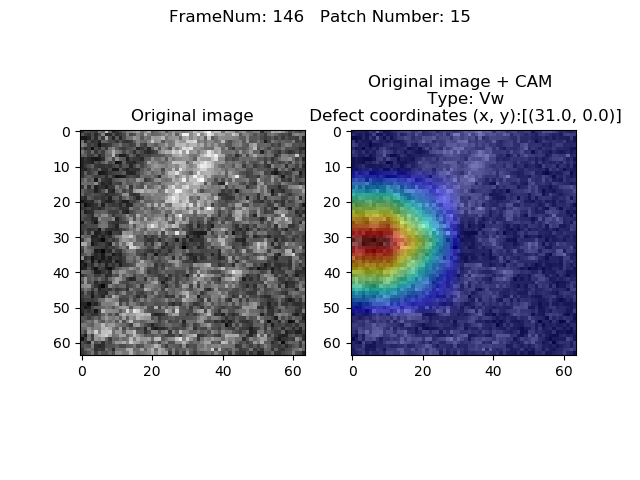 FrameNum: 146   Patch Number: 15
Original image
Original image + CAM
Type: Vw
Defect coordinates (x, y):[(31.0, 0.0)]
0
10
20
30
40
50
60
0 20 40 60
0
10
20
30
40
50
60
0 20 40 60